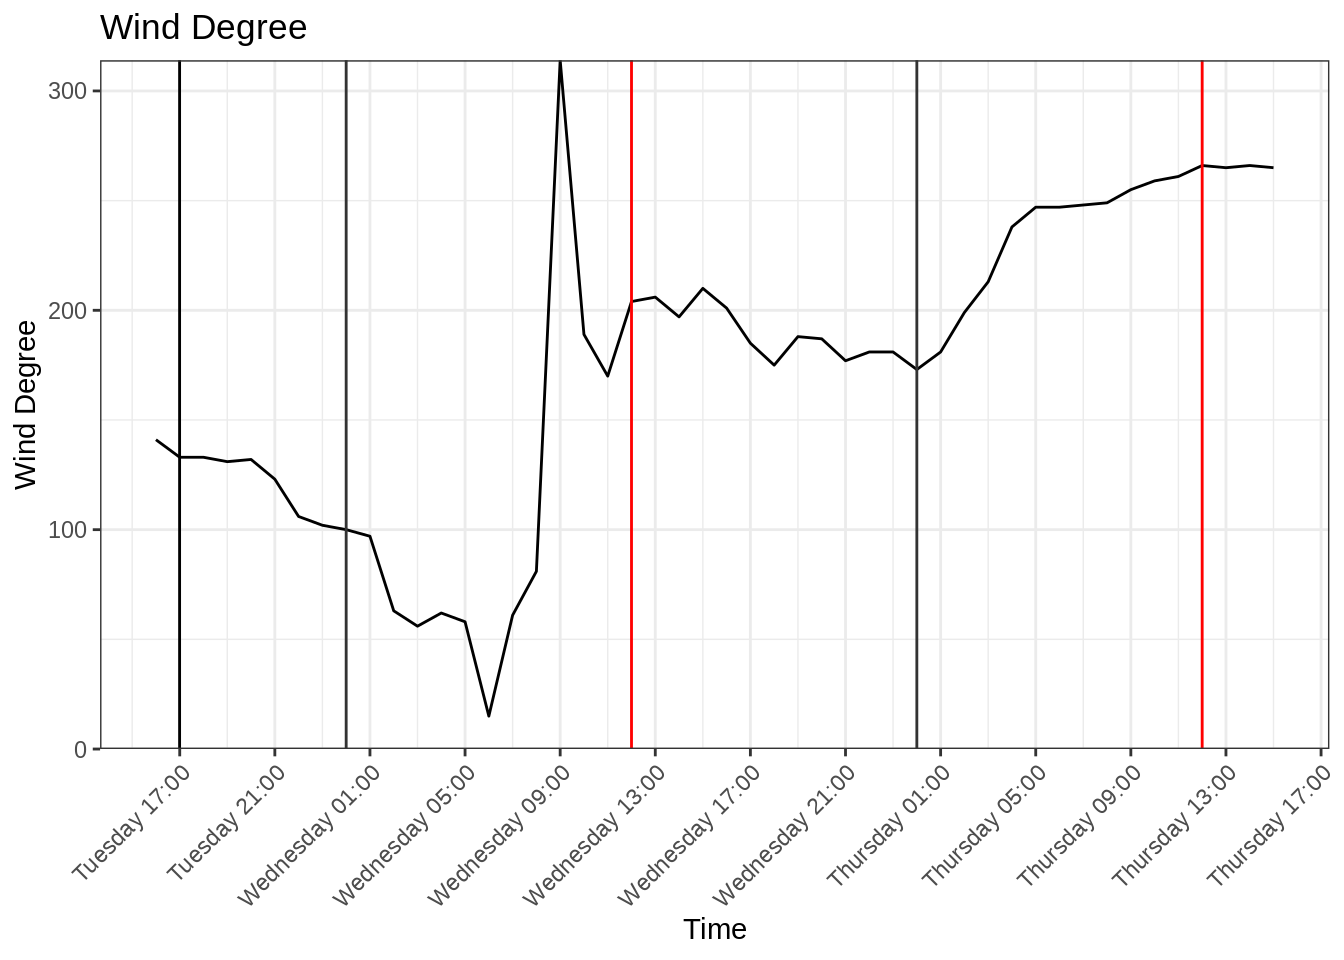 Wind Degree
Wind Degree
300
200
100
0
Tuesday 17:00
Tuesday 21:00
Wednesday 01:00
Wednesday 05:00
Wednesday 09:00
Wednesday 13:00
Wednesday 17:00
Wednesday 21:00
Thursday 01:00
Thursday 05:00
Thursday 09:00
Thursday 13:00
Thursday 17:00
Time